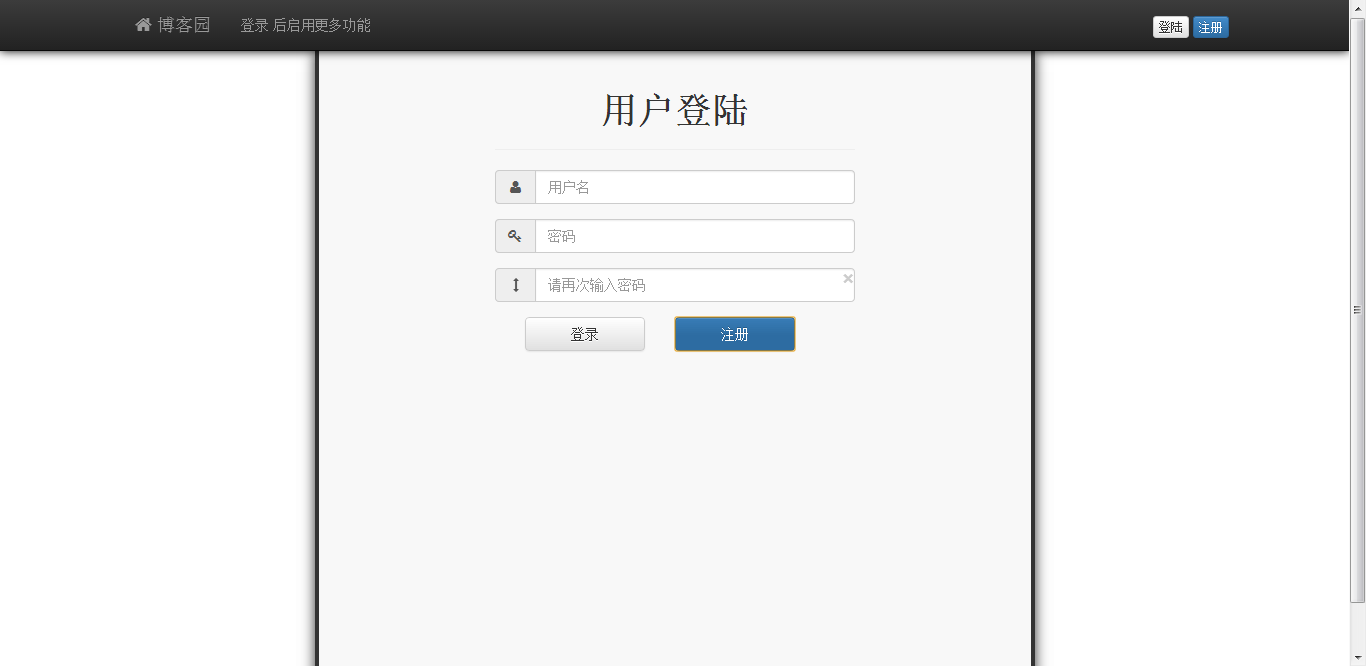 博客园 登录 后启用更多功能 登陆 注册
用户登陆
用户名
密码
请再次输入密码
登录 注册